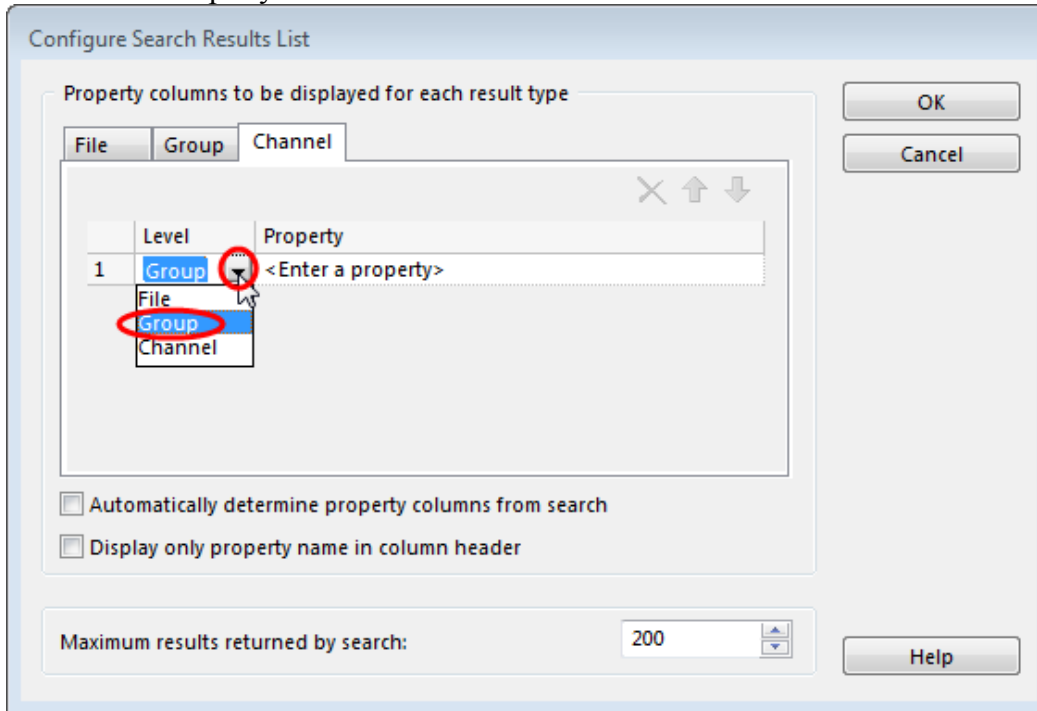 Configure Search Results List
Property columns to be displayed for each result type
OK
File Group Channel
Cancel
Level Property
1 Group <Enter a property>
File
Group
Channel
Automatically determine property columns from search
Display only property name in column header
Maximum results returned by search: 200
Help